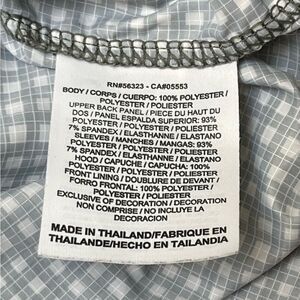 RN#56323 - CA#05553
BODY / CORPS / CUERPO: 100% POLYESTER /
POLYESTER / POLIESTER
UPPER BACK PANEL / PIECE DU HAUT DU
DOS / PANEL ESPALDA SUPERIOR: 93%
POLYESTER / POLYESTER / POLIESTER
7% SPANDEX / ELASTHANNE / ELASTANO
SLEEVES / MANCHES / MANGAS: 93%
POLYESTER / POLYESTER / POLIESTER
7% SPANDEX / ELASTHANNE / ELASTANO
HOOD / CAPUCHE / CAPUCHA: 100%
POLYESTER / POLYESTER / POLIESTER
FRONT LINING / DOUBLURE DE DEVANT /
FORRO FRONTAL: 100% POLYESTER /
POLYESTER / POLIESTER
EXCLUSIVE OF DECORATION / DECORATION
NON COMPRISE / NO INCLUYE LA
DECORACION
MADE IN THAILAND/FABRIQUE EN
THAILANDE/HECHO EN TAILANDIA